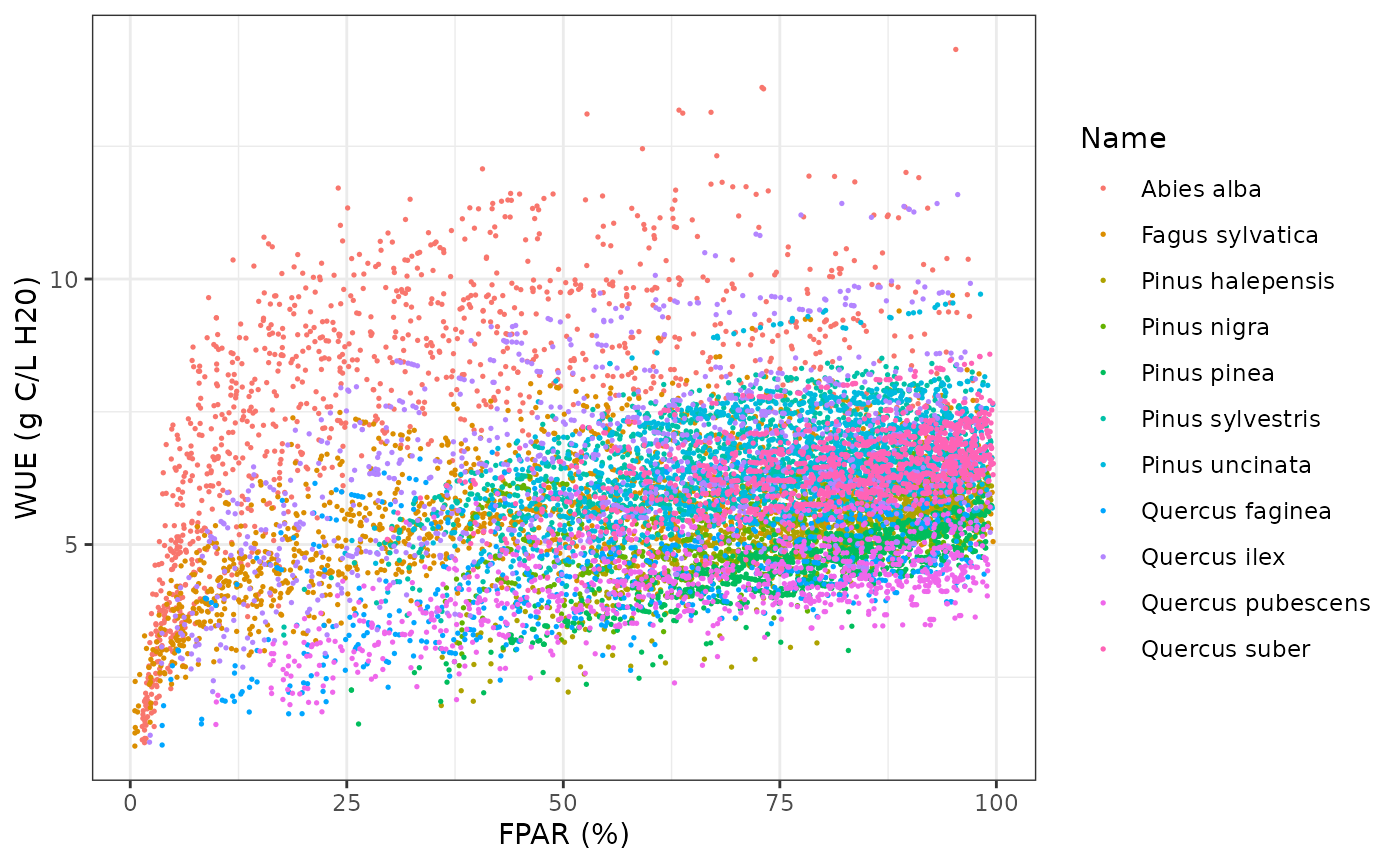 WUE (g C/L H20)
10
5
0
25
50
75
100
FPAR (%)
Name
Abies alba
Fagus sylvatica
Pinus halepensis
Pinus nigra
Pinus pinea
Pinus sylvestris
Pinus uncinata
Quercus faginea
Quercus ilex
Quercus pubescens
Quercus suber